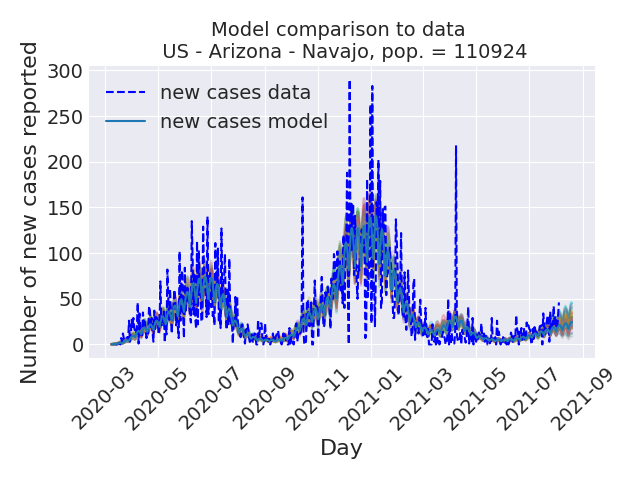 Model comparison to data
US - Arizona - Navajo, pop. = 110924
Number of new cases reported
300
250
200
150
100
50
0
new cases data
new cases model
2020-03
2020-05
2020-07
2020-09
2020-11
2021-01
2021-03
2021-05
2021-07
2021-09
Day